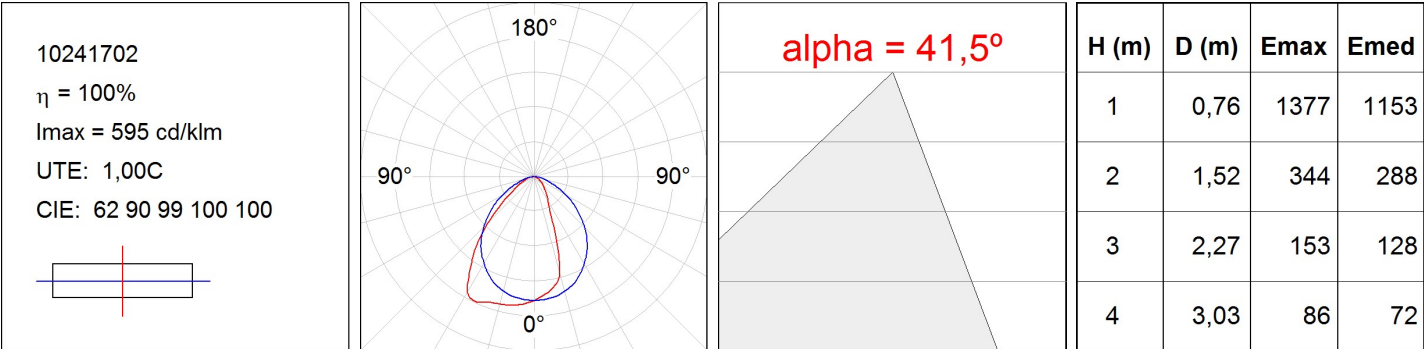 10241702
η = 100%
Imax = 595 cd/klm
UTE: 1,00C
CIE: 62 90 99 100 100
180°
90° 90°
0°
alpha = 41,5º
H (m) D (m) Emax Emed
1 0,76 1377 1153
2 1,52 344 288
3 2,27 153 128
4 3,03 86 72